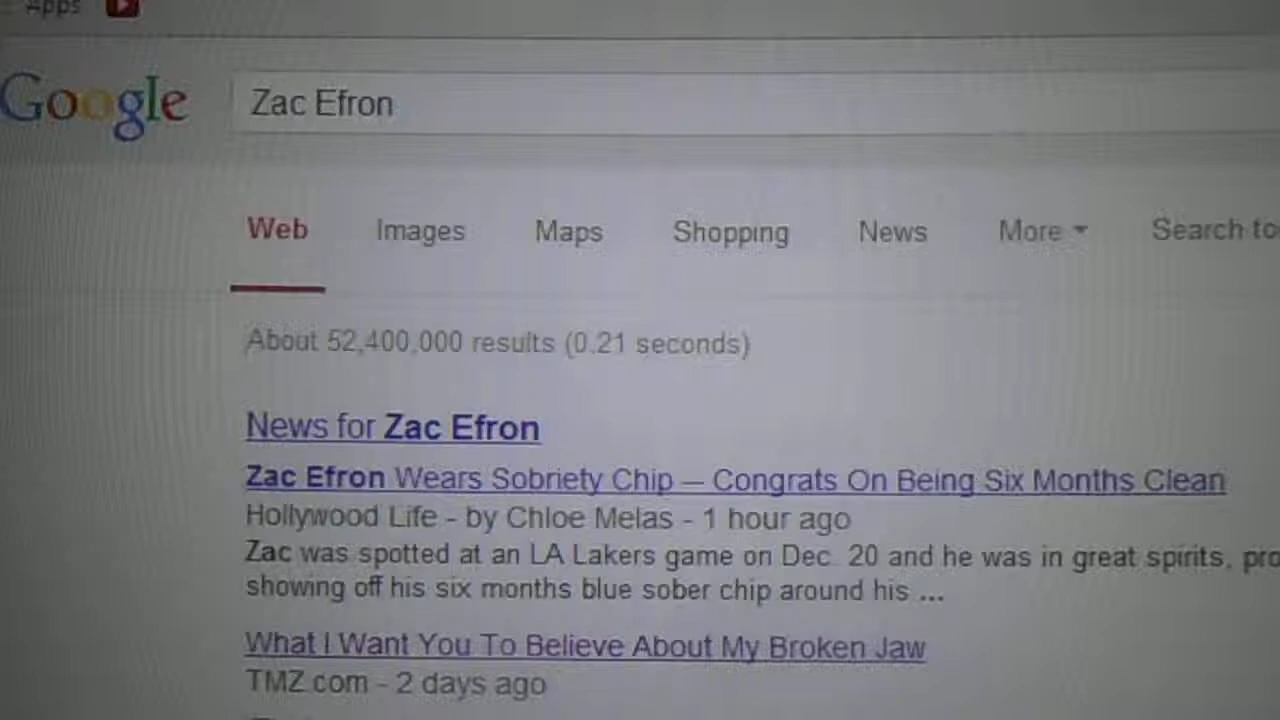 Apps
Google
Zac Efron
Web Images Maps Shopping News More Search to
About 52,400,000 results (0.21 seconds)
News for Zac Efron
Zac Efron Wears Sobriety Chip – Congrats On Being Six Months Clean
Hollywood Life - by Chloe Melas - 1 hour ago
Zac was spotted at an LA Lakers game on Dec. 20 and he was in great spirits, pro
showing off his six months blue sober chip around his ...
What I Want You To Believe About My Broken Jaw
TMZ.com - 2 days ago